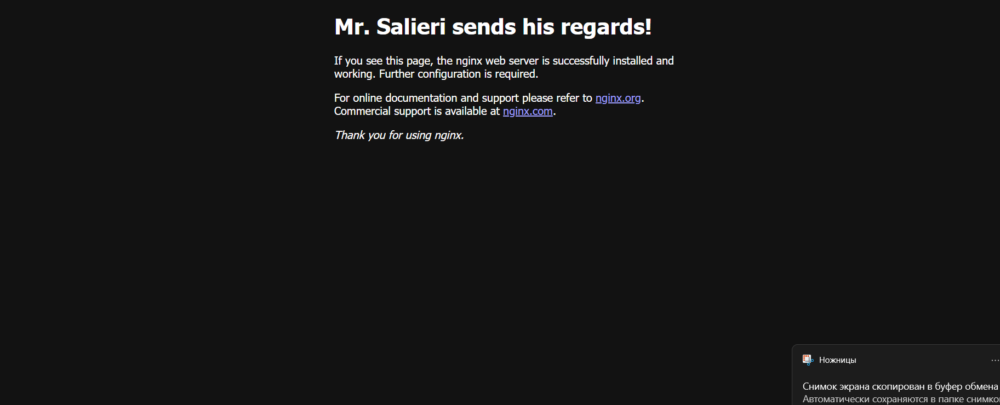 Mr. Salieri sends his regards!
If you see this page, the nginx web server is successfully installed and
working. Further configuration is required.
For online documentation and support please refer to nginx.org.
Commercial support is available at nginx.com.
Thank you for using nginx.
Ножницы
Снимок экрана скопирован в буфер обмена
Автоматически сохраняются в папке